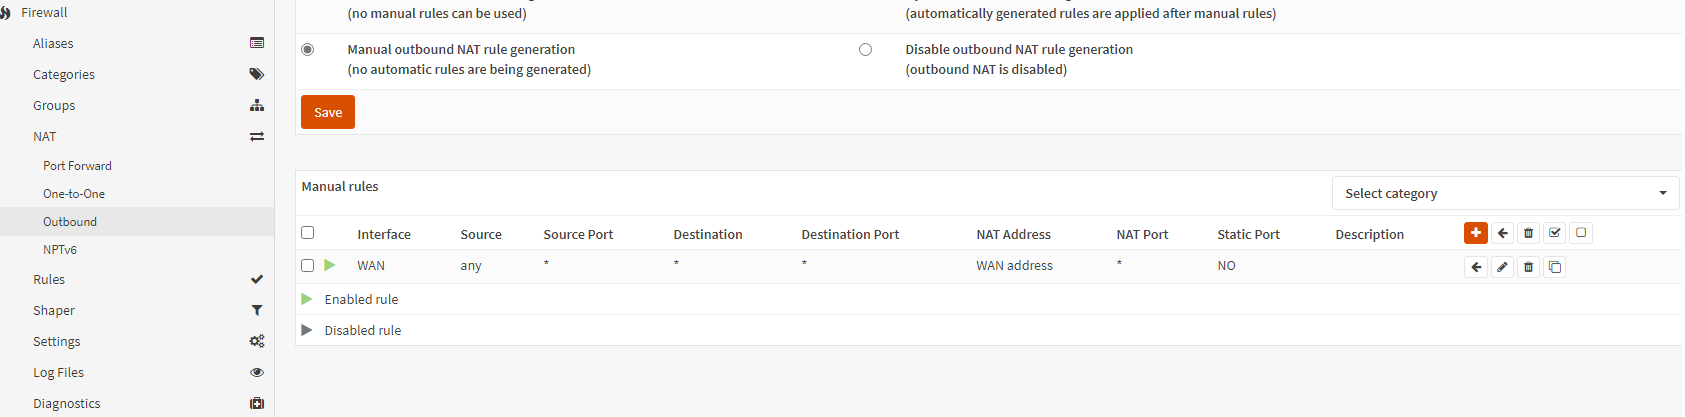 Firewall
Aliases
Categories
Groups
NAT
Port Forward
One-to-One
Outbound
NPTv6
Rules
Shaper
Settings
Log Files
Diagnostics
(no manual rules can be used) (automatically generated rules are applied after manual rules)
Manual outbound NAT rule generation Disable outbound NAT rule generation
(no automatic rules are being generated) (outbound NAT is disabled)
Save
Manual rules Select category
Interface Source Source Port Destination Destination Port NAT Address NAT Port Static Port Description
WAN any * * * WAN address * NO
Enabled rule
Disabled rule